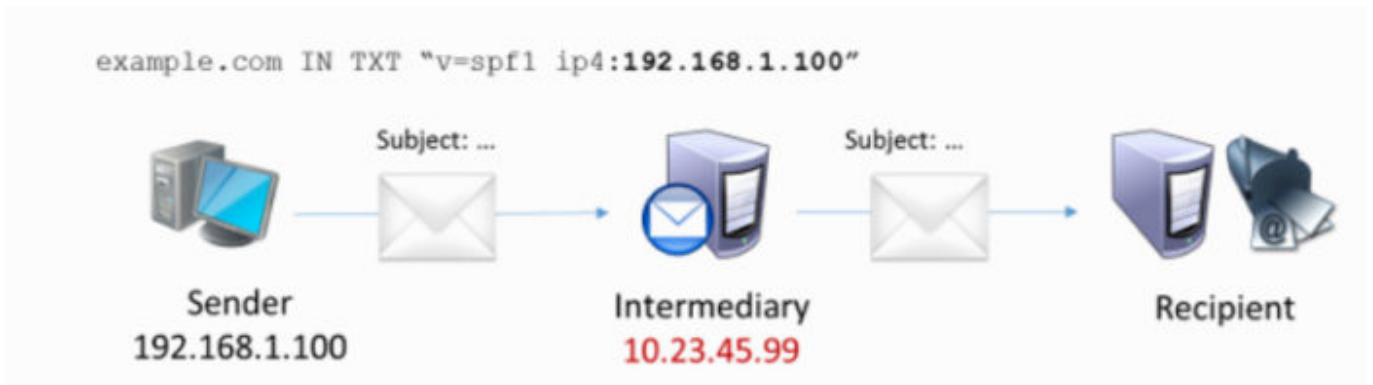 example.com IN TXT “v=spf1 ip4:192.168.1.100”
Subject: ...
Subject: ...
Sender
192.168.1.100
Intermediary
10.23.45.99
Recipient
@